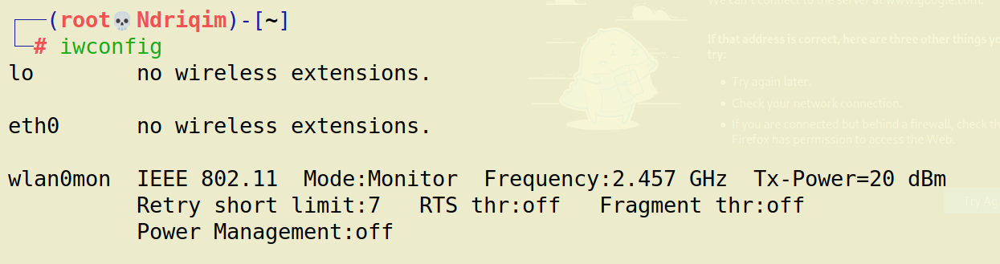 We can't connect to the server at www.google.com.
(root💀Ndriqim)-[~]
# iwconfig
If that address is correct, here are three other things yo
try:
lo        no wireless extensions.
Try again later.
Check your network connection.
eth0      no wireless extensions.
If you are connected but behind a firewall, check th
Firefox has permission to access the Web.
wlan0mon  IEEE 802.11  Mode:Monitor  Frequency:2.457 GHz  Tx-Power=20 dBm
          Retry short limit:7   RTS thr:off   Fragment thr:off
Try Ag
          Power Management:off